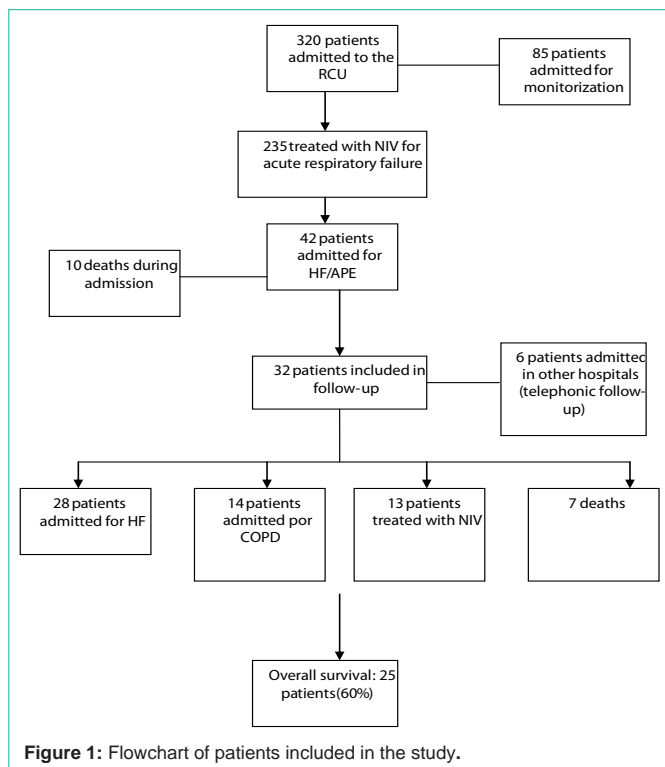 320 patients
admitted to the
RCU
85 patients
admitted for
monitorization
235 treated with NIV for
acute respiratory failure
42 patients
admitted for
HF/APE
10 deaths during
admission
32 patients included in
follow-up
6 patients admitted
in other hospitals
(telephonic follow-
up)
28 patients
admitted for HF
14 patients
admitted por
COPD
13 patients
treated with NIV
7 deaths
Overall survival: 25
patients(60%)
Figure 1: Flowchart of patients included in the study.